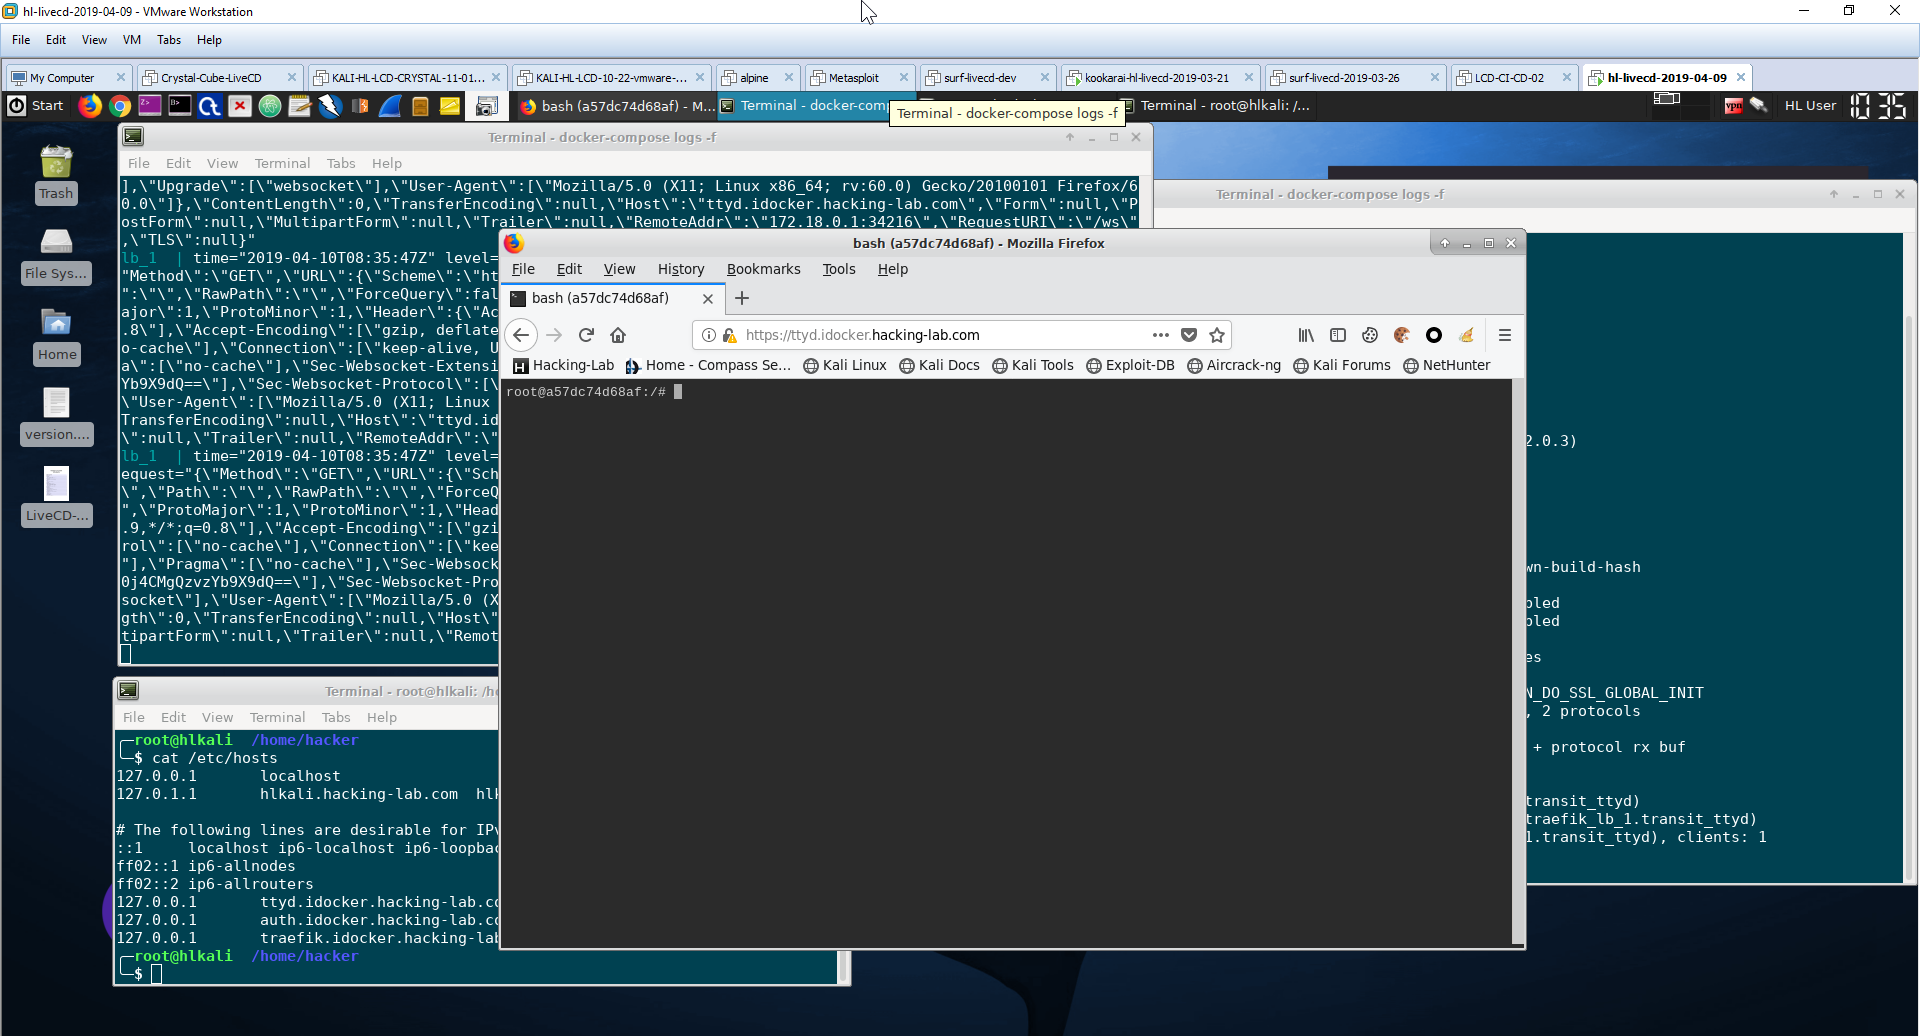 hl-livecd-2019-04-09 - VMware Workstation
File Edit View VM Tabs Help
My Computer Crystal-Cube-LiveCD KALI-HL-LCD-CRYSTAL-11-01... KALI-HL-LCD-10-22-vmware-... alpine Metasploit surf-livecd-dev kookarai-hl-livecd-2019-03-21 surf-livecd-2019-03-26 LCD-CI-CD-02 hl-livecd-2019-04-09
Start bash (a57dc74d68af) - M... Terminal - docker-comp Terminal - root@hlkali: /... vpn HL User 10 35
Terminal - docker-compose logs -f
Trash
File Sys...
Home
version....
LiveCD-...
Terminal - docker-compose logs -f
File Edit View Terminal Tabs Help
],\"Upgrade\":[\"websocket\"],\"User-Agent\":[\"Mozilla/5.0 (X11; Linux x86_64; rv:60.0) Gecko/20100101 Firefox/6
0.0\"]},\"ContentLength\":0,\"TransferEncoding\":null,\"Host\":\"ttyd.idocker.hacking-lab.com\",\"Form\":null,\"P
ostForm\":null,\"MultipartForm\":null,\"Trailer\":null,\"RemoteAddr\":\"172.18.0.1:34216\",\"RequestURI\":\"/ws\"
,\"TLS\":null}"
lb_1 | time="2019-04-10T08:35:47Z" level=
"Method\":\"GET\",\"URL\":{\"Scheme\":\"ht
":\"\",\"RawPath\":\"\",\"ForceQuery\":fal
ajor\":1,\"ProtoMinor\":1,\"Header\":{\"Ac
.8\"],\"Accept-Encoding\":[\"gzip, deflate
o-cache\"],\"Connection\":[\"keep-alive, U
a\":[\"no-cache\"],\"Sec-Websocket-Extensi
Yb9X9dQ==\"],\"Sec-Websocket-Protocol\":[\
\"User-Agent\":[\"Mozilla/5.0 (X11; Linux
TransferEncoding\":null,\"Host\":\"ttyd.id
\":null,\"Trailer\":null,\"RemoteAddr\":\"
lb_1 | time="2019-04-10T08:35:47Z" level=
equest="{\"Method\":\"GET\",\"URL\":{\"Sch
\",\"Path\":\"\",\"RawPath\":\"\",\"ForceQ
",\"ProtoMajor\":1,\"ProtoMinor\":1,\"Head
.9,*/*;q=0.8\"],\"Accept-Encoding\":[\"gzi
rol\":[\"no-cache\"],\"Connection\":[\"kee
"],\"Pragma\":[\"no-cache\"],\"Sec-Websock
0j4CMgQzvzYb9X9dQ==\"],\"Sec-Websocket-Pro
socket\"],\"User-Agent\":[\"Mozilla/5.0 (X
gth\":0,\"TransferEncoding\":null,\"Host\"
tipartForm\":null,\"Trailer\":null,\"Remot
Terminal - docker-compose logs -f
2.0.3)
wn-build-hash
bled
bled
es
N_DO_SSL_GLOBAL_INIT
, 2 protocols
+ protocol rx buf
transit_ttyd)
traefik_lb_1.transit_ttyd)
1.transit_ttyd), clients: 1
bash (a57dc74d68af) - Mozilla Firefox
File Edit View History Bookmarks Tools Help
bash (a57dc74d68af)
https://ttyd.idocker.hacking-lab.com
Hacking-Lab Home - Compass Se... Kali Linux Kali Docs Kali Tools Exploit-DB Aircrack-ng Kali Forums NetHunter
root@a57dc74d68af:/#
Terminal - root@hlkali: /ho
File Edit View Terminal Tabs Help
root@hlkali /home/hacker
$ cat /etc/hosts
127.0.0.1 localhost
127.0.1.1 hlkali.hacking-lab.com hlk
# The following lines are desirable for IPv
::1 localhost ip6-localhost ip6-loopbac
ff02::1 ip6-allnodes
ff02::2 ip6-allrouters
127.0.0.1 ttyd.idocker.hacking-lab.co
127.0.0.1 auth.idocker.hacking-lab.co
127.0.0.1 traefik.idocker.hacking-lab
root@hlkali /home/hacker
$